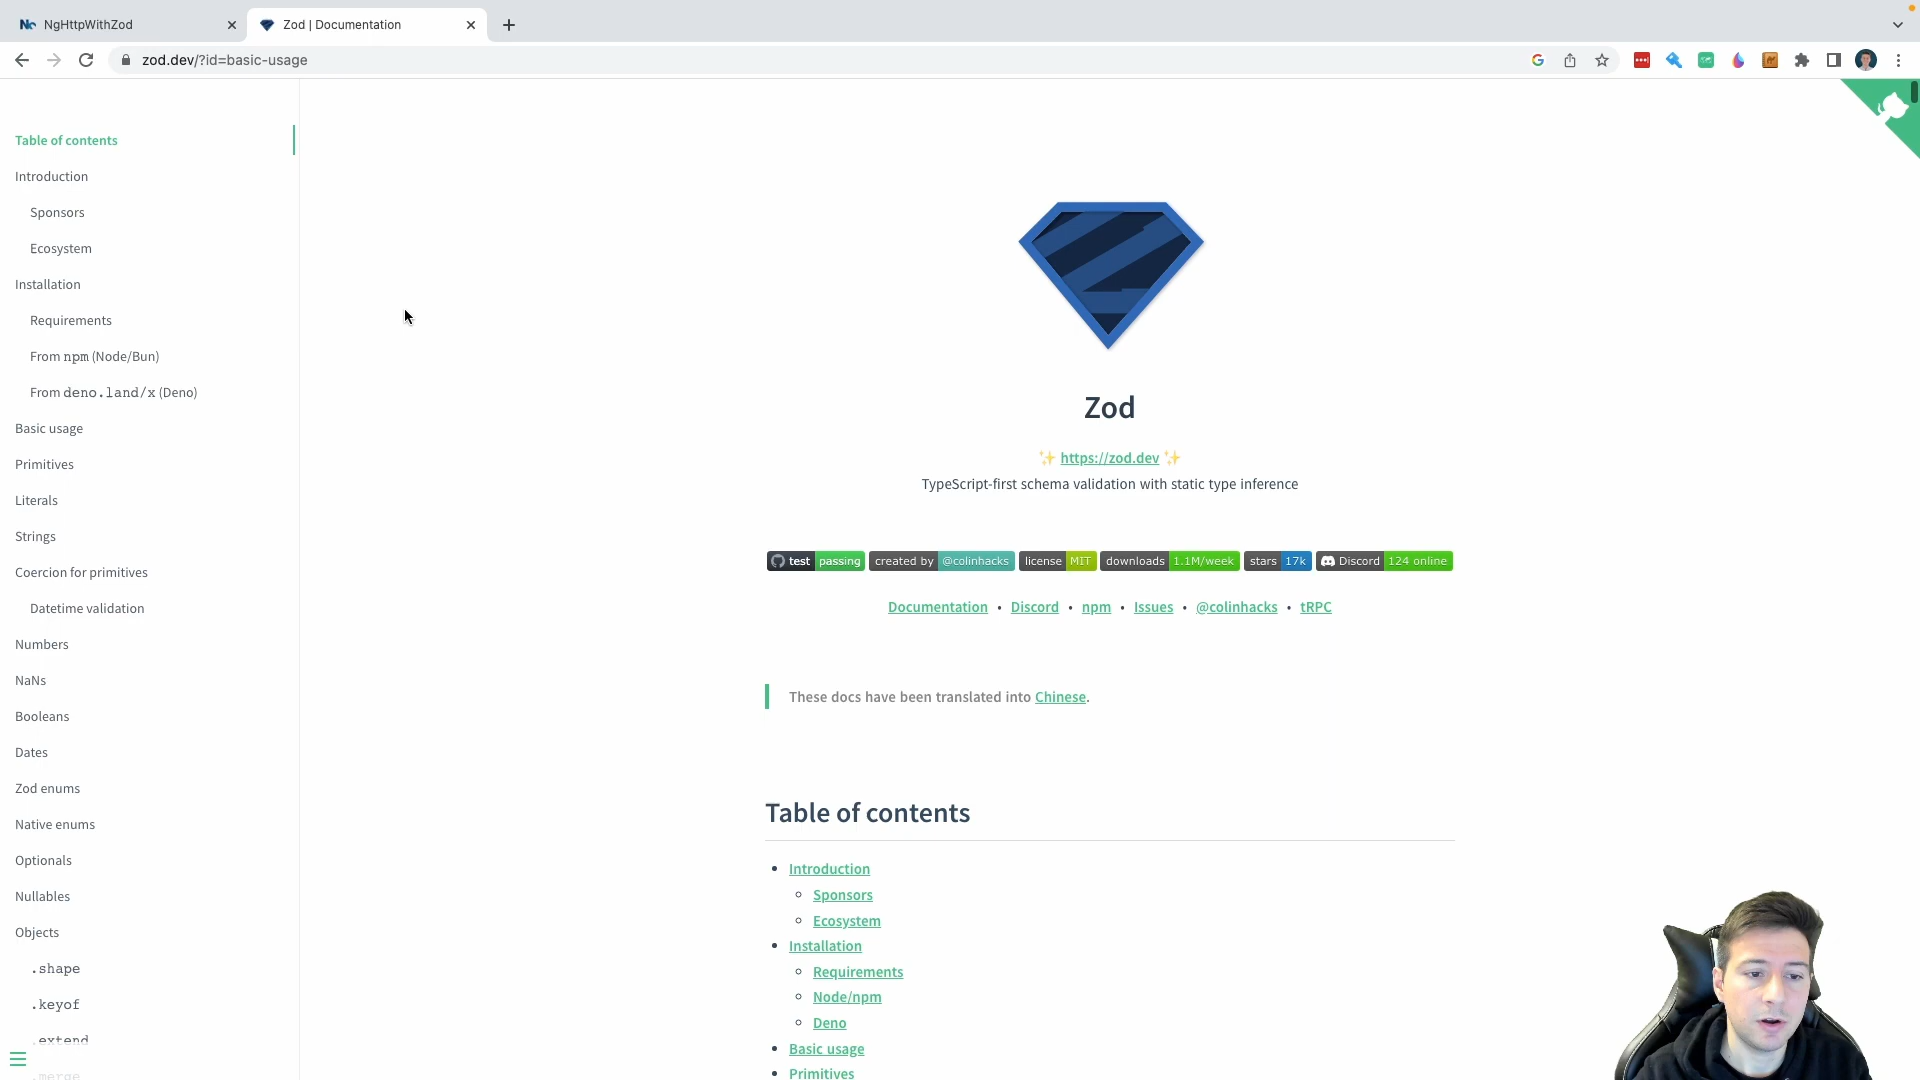 NgHttpWithZod
Zod | Documentation
zod.dev/?id=basic-usage
Table of contents
Introduction
Sponsors
Ecosystem
Installation
Requirements
From npm (Node/Bun)
From deno.land/x (Deno)
Basic usage
Primitives
Literals
Strings
Coercion for primitives
Datetime validation
Numbers
NaNs
Booleans
Dates
Zod enums
Native enums
Optionals
Nullables
Objects
.shape
.keyof
.extend
.merge
Zod
✨ https://zod.dev ✨
TypeScript-first schema validation with static type inference
test passing created by @colinhacks license MIT downloads 1.1M/week stars 17k Discord 124 online
Documentation • Discord • npm • Issues • @colinhacks • tRPC
These docs have been translated into Chinese.
Table of contents
Introduction
Sponsors
Ecosystem
Installation
Requirements
Node/npm
Deno
Basic usage
Primitives